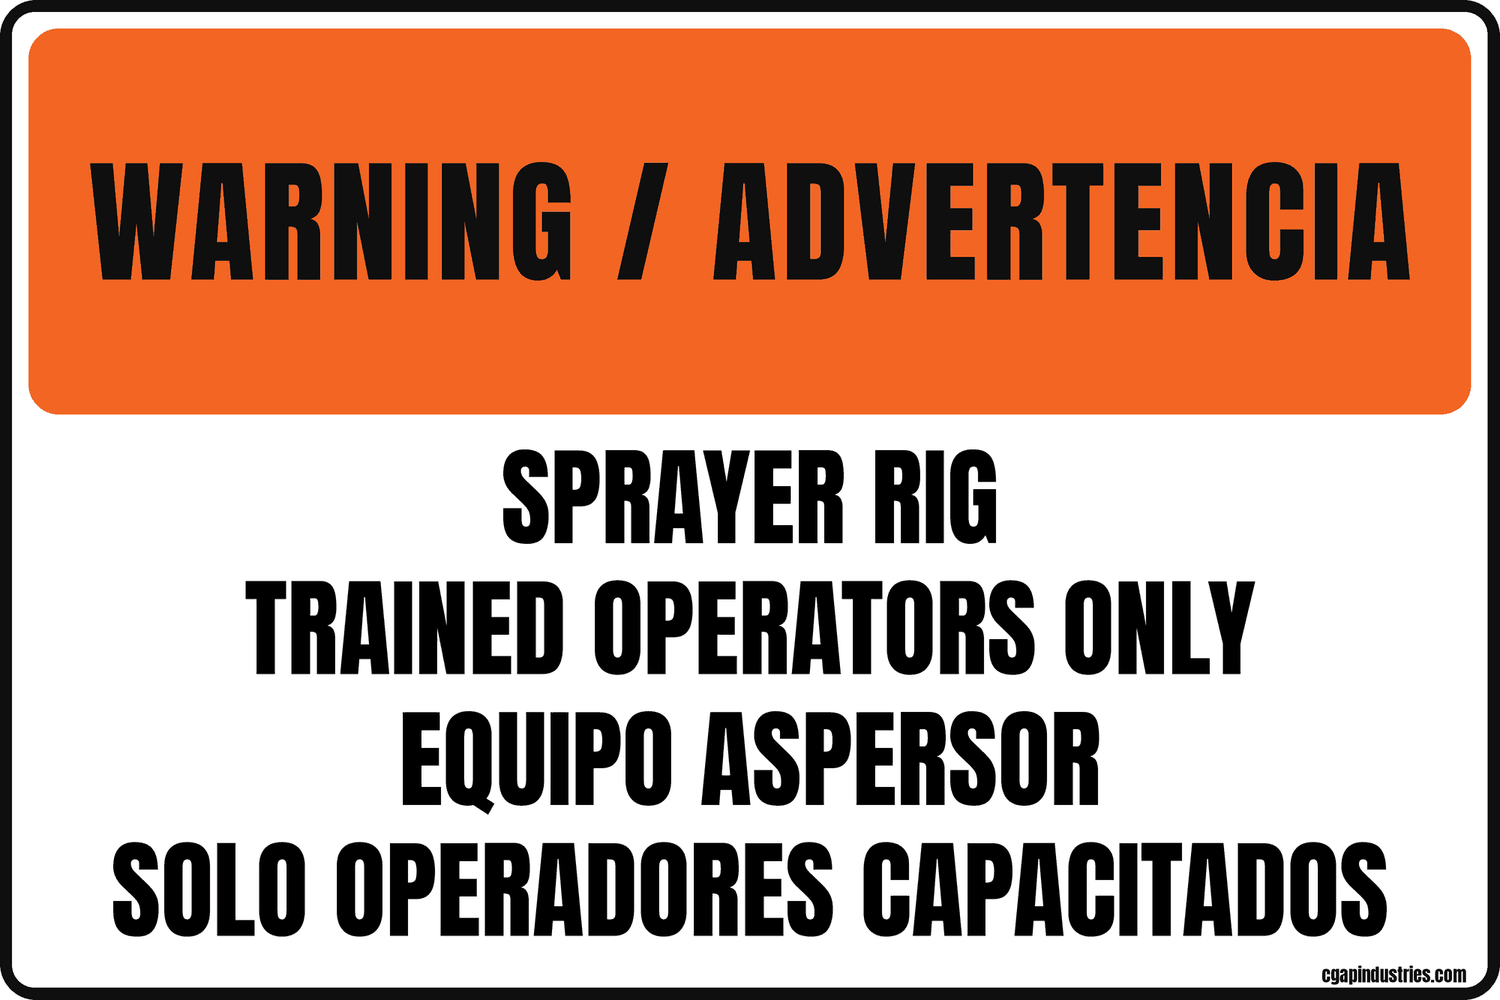 WARNING / ADVERTENCIA
SPRAYER RIG
TRAINED OPERATORS ONLY
EQUIPO ASPERSOR
SOLO OPERADORES CAPACITADOS
cgapindustries.com